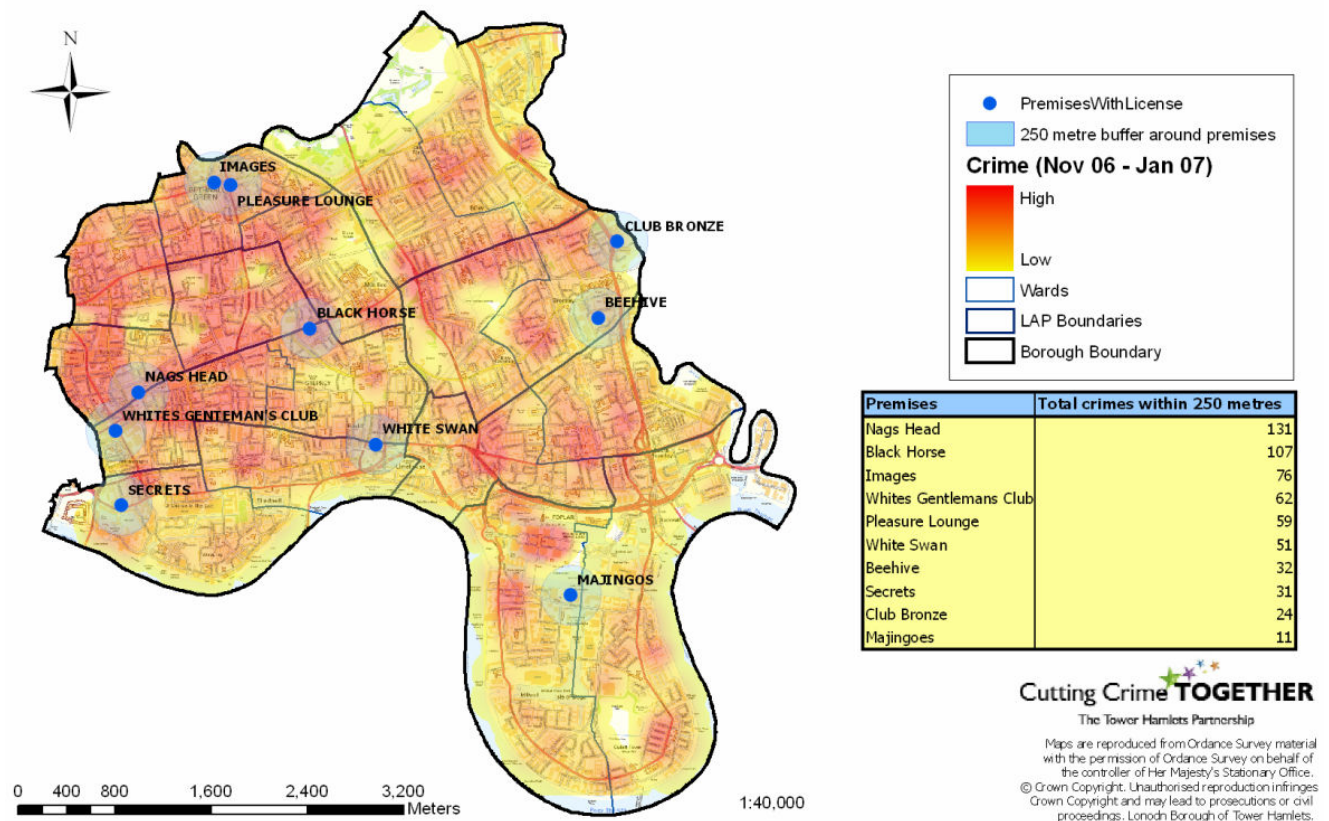 N
IMAGES
PLEASURE LOUNGE
CLUB BRONZE
BEEHIVE
BLACK HORSE
NAGS HEAD
WHITES GENTEMAN'S CLUB
WHITE SWAN
SECRETS
MAJINGOS
0 400 800 1,600 2,400 3,200
Meters
1:40,000
PremisesWithLicense
250 metre buffer around premises
Crime (Nov 06 - Jan 07)
High
Low
Wards
LAP Boundaries
Borough Boundary
Premises Total crimes within 250 metres
Nags Head 131
Black Horse 107
Images 76
Whites Gentlemans Club 62
Pleasure Lounge 59
White Swan 51
Beehive 32
Secrets 31
Club Bronze 24
Majingoes 11
Cutting Crime TOGETHER
The Tower Hamlets Partnership
Maps are reproduced from Ordance Survey material
with the permission of Ordance Survey on behalf of
the controller of Her Majesty's Stationary Office.
© Crown Copyright. Unauthorised reproduction infringes
Crown Copyright and may lead to prosecutions or civil
proceedings. Lonodn Borough of Tower Hamlets.